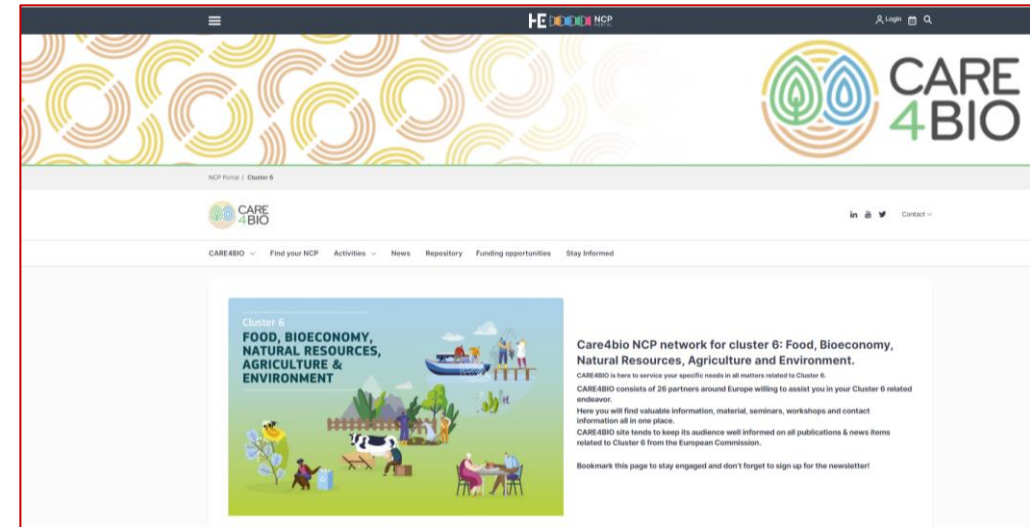 HE NCP
PORTAL
Login
CARE
4BIO
NCP Portal / Cluster 6
CARE
4BIO
Contact
CARE4BIO Find your NCP Activities News Repository Funding opportunities Stay Informed
Cluster 6
FOOD, BIOECONOMY,
NATURAL RESOURCES,
AGRICULTURE &
ENVIRONMENT
Care4bio NCP network for cluster 6: Food, Bioeconomy,
Natural Resources, Agriculture and Environment.
CARE4BIO is here to service your specific needs in all matters related to Cluster 6.
CARE4BIO consists of 26 partners around Europe willing to assist you in your Cluster 6 related
endeavor.
Here you will find valuable information, material, seminars, workshops and contact
information all in one place.
CARE4BIO site tends to keep its audience well informed on all publications & news items
related to Cluster 6 from the European Commission.
Bookmark this page to stay engaged and don't forget to sign up for the newsletter!